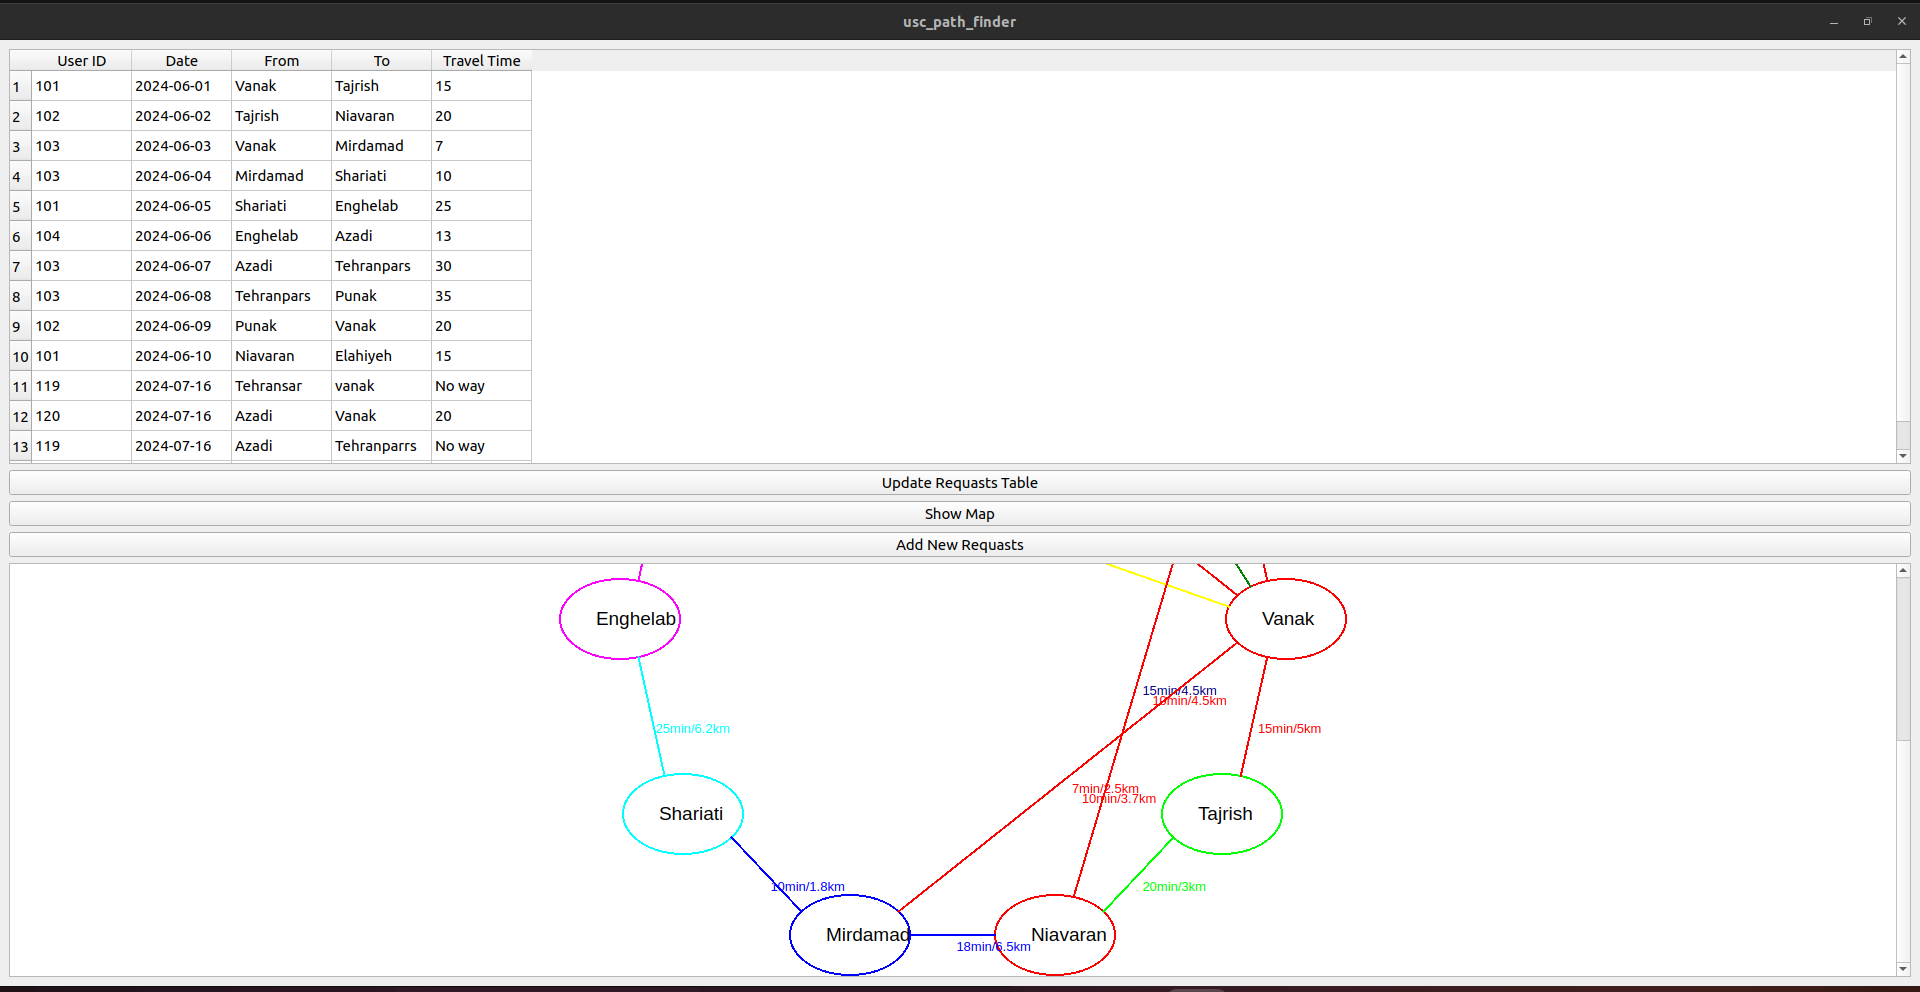 usc_path_finder
User ID Date From To Travel Time
1 101 2024-06-01 Vanak Tajrish 15
2 102 2024-06-02 Tajrish Niavaran 20
3 103 2024-06-03 Vanak Mirdamad 7
4 103 2024-06-04 Mirdamad Shariati 10
5 101 2024-06-05 Shariati Enghelab 25
6 104 2024-06-06 Enghelab Azadi 13
7 103 2024-06-07 Azadi Tehranpars 30
8 103 2024-06-08 Tehranpars Punak 35
9 102 2024-06-09 Punak Vanak 20
10 101 2024-06-10 Niavaran Elahiyeh 15
11 119 2024-07-16 Tehransar vanak No way
12 120 2024-07-16 Azadi Vanak 20
13 119 2024-07-16 Azadi Tehranparrs No way
Update Requasts Table
Show Map
Add New Requasts
Enghelab Vanak
15min/4.5km
10min/4.5km
25min/6.2km 15min/5km
7min/2.5km
10min/3.7km
Shariati Tajrish
10min/1.8km 20min/3km
Mirdamad Niavaran
18min/6.5km